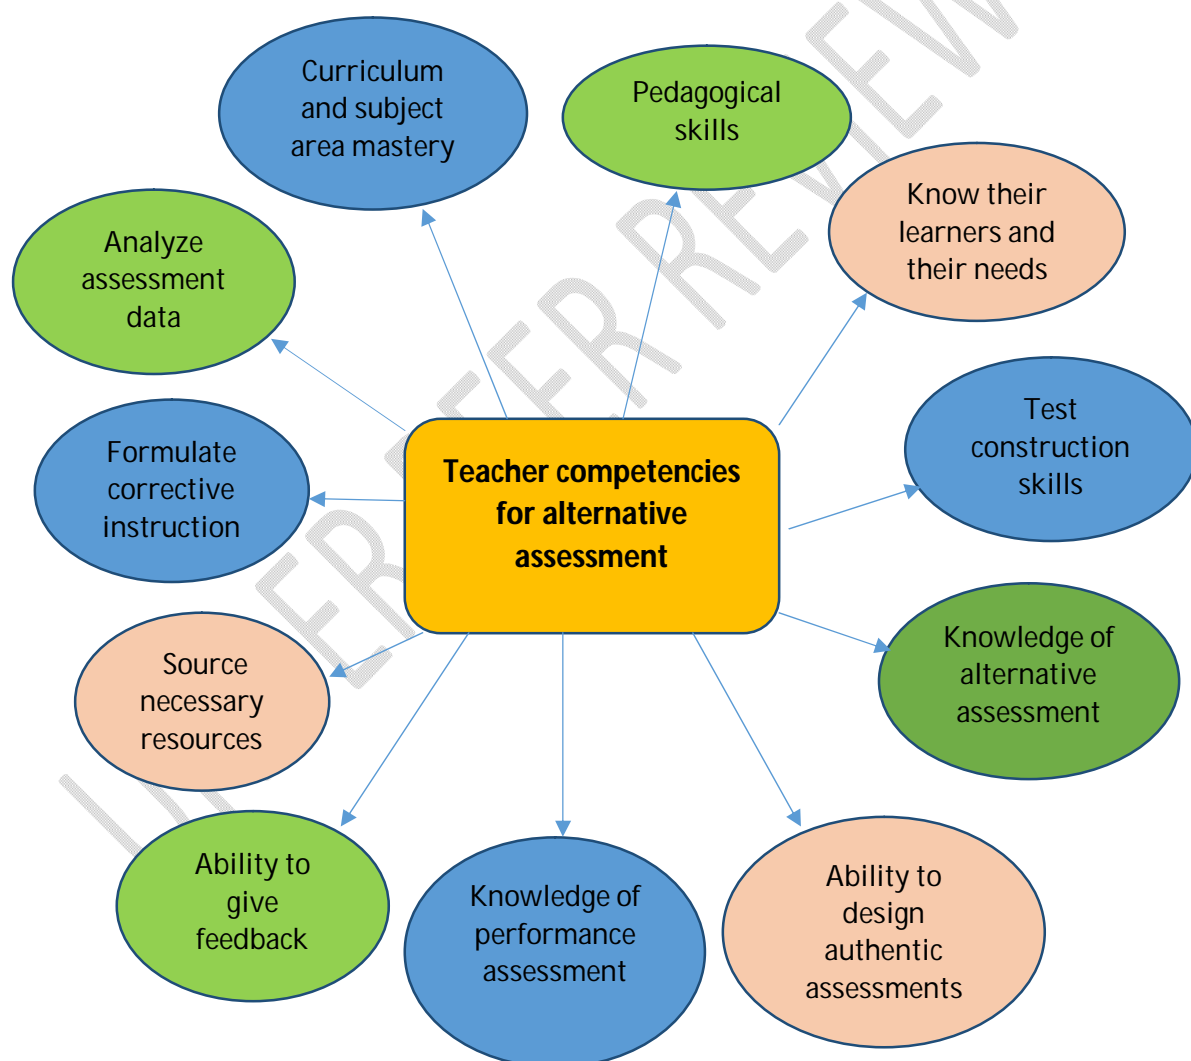 Curriculum
and subject
area mastery
Pedagogical
skills
Know their
learners and
their needs
Analyze
assessment
data
Test
construction
skills
Formulate
corrective
instruction
Teacher competencies
for alternative
assessment
Knowledge of
alternative
assessment
Source
necessary
resources
Ability to
give
feedback
Knowledge of
performance
assessment
Ability to
design
authentic
assessments
PEER REVIEW